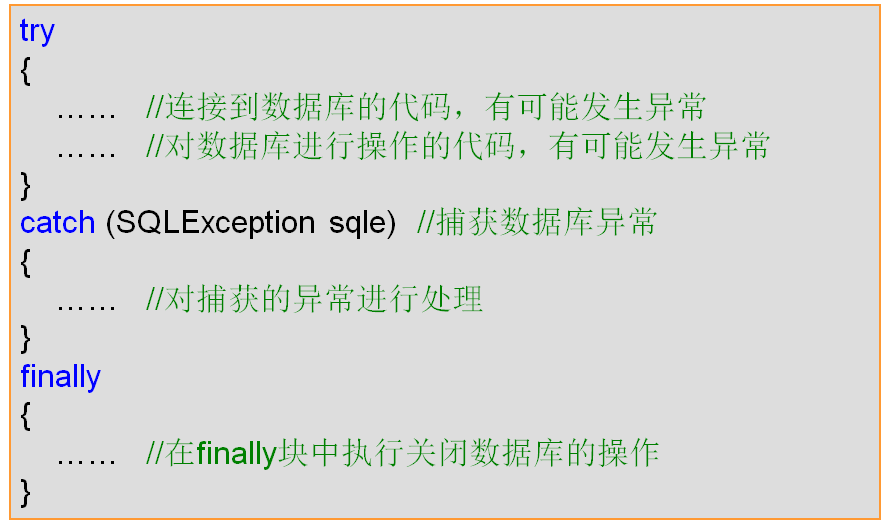 try
{
…… //连接到数据库的代码，有可能发生异常
…… //对数据库进行操作的代码，有可能发生异常
}
catch (SQLException sqle) //捕获数据库异常
{
…… //对捕获的异常进行处理
}
finally
{
…… //在finally块中执行关闭数据库的操作
}